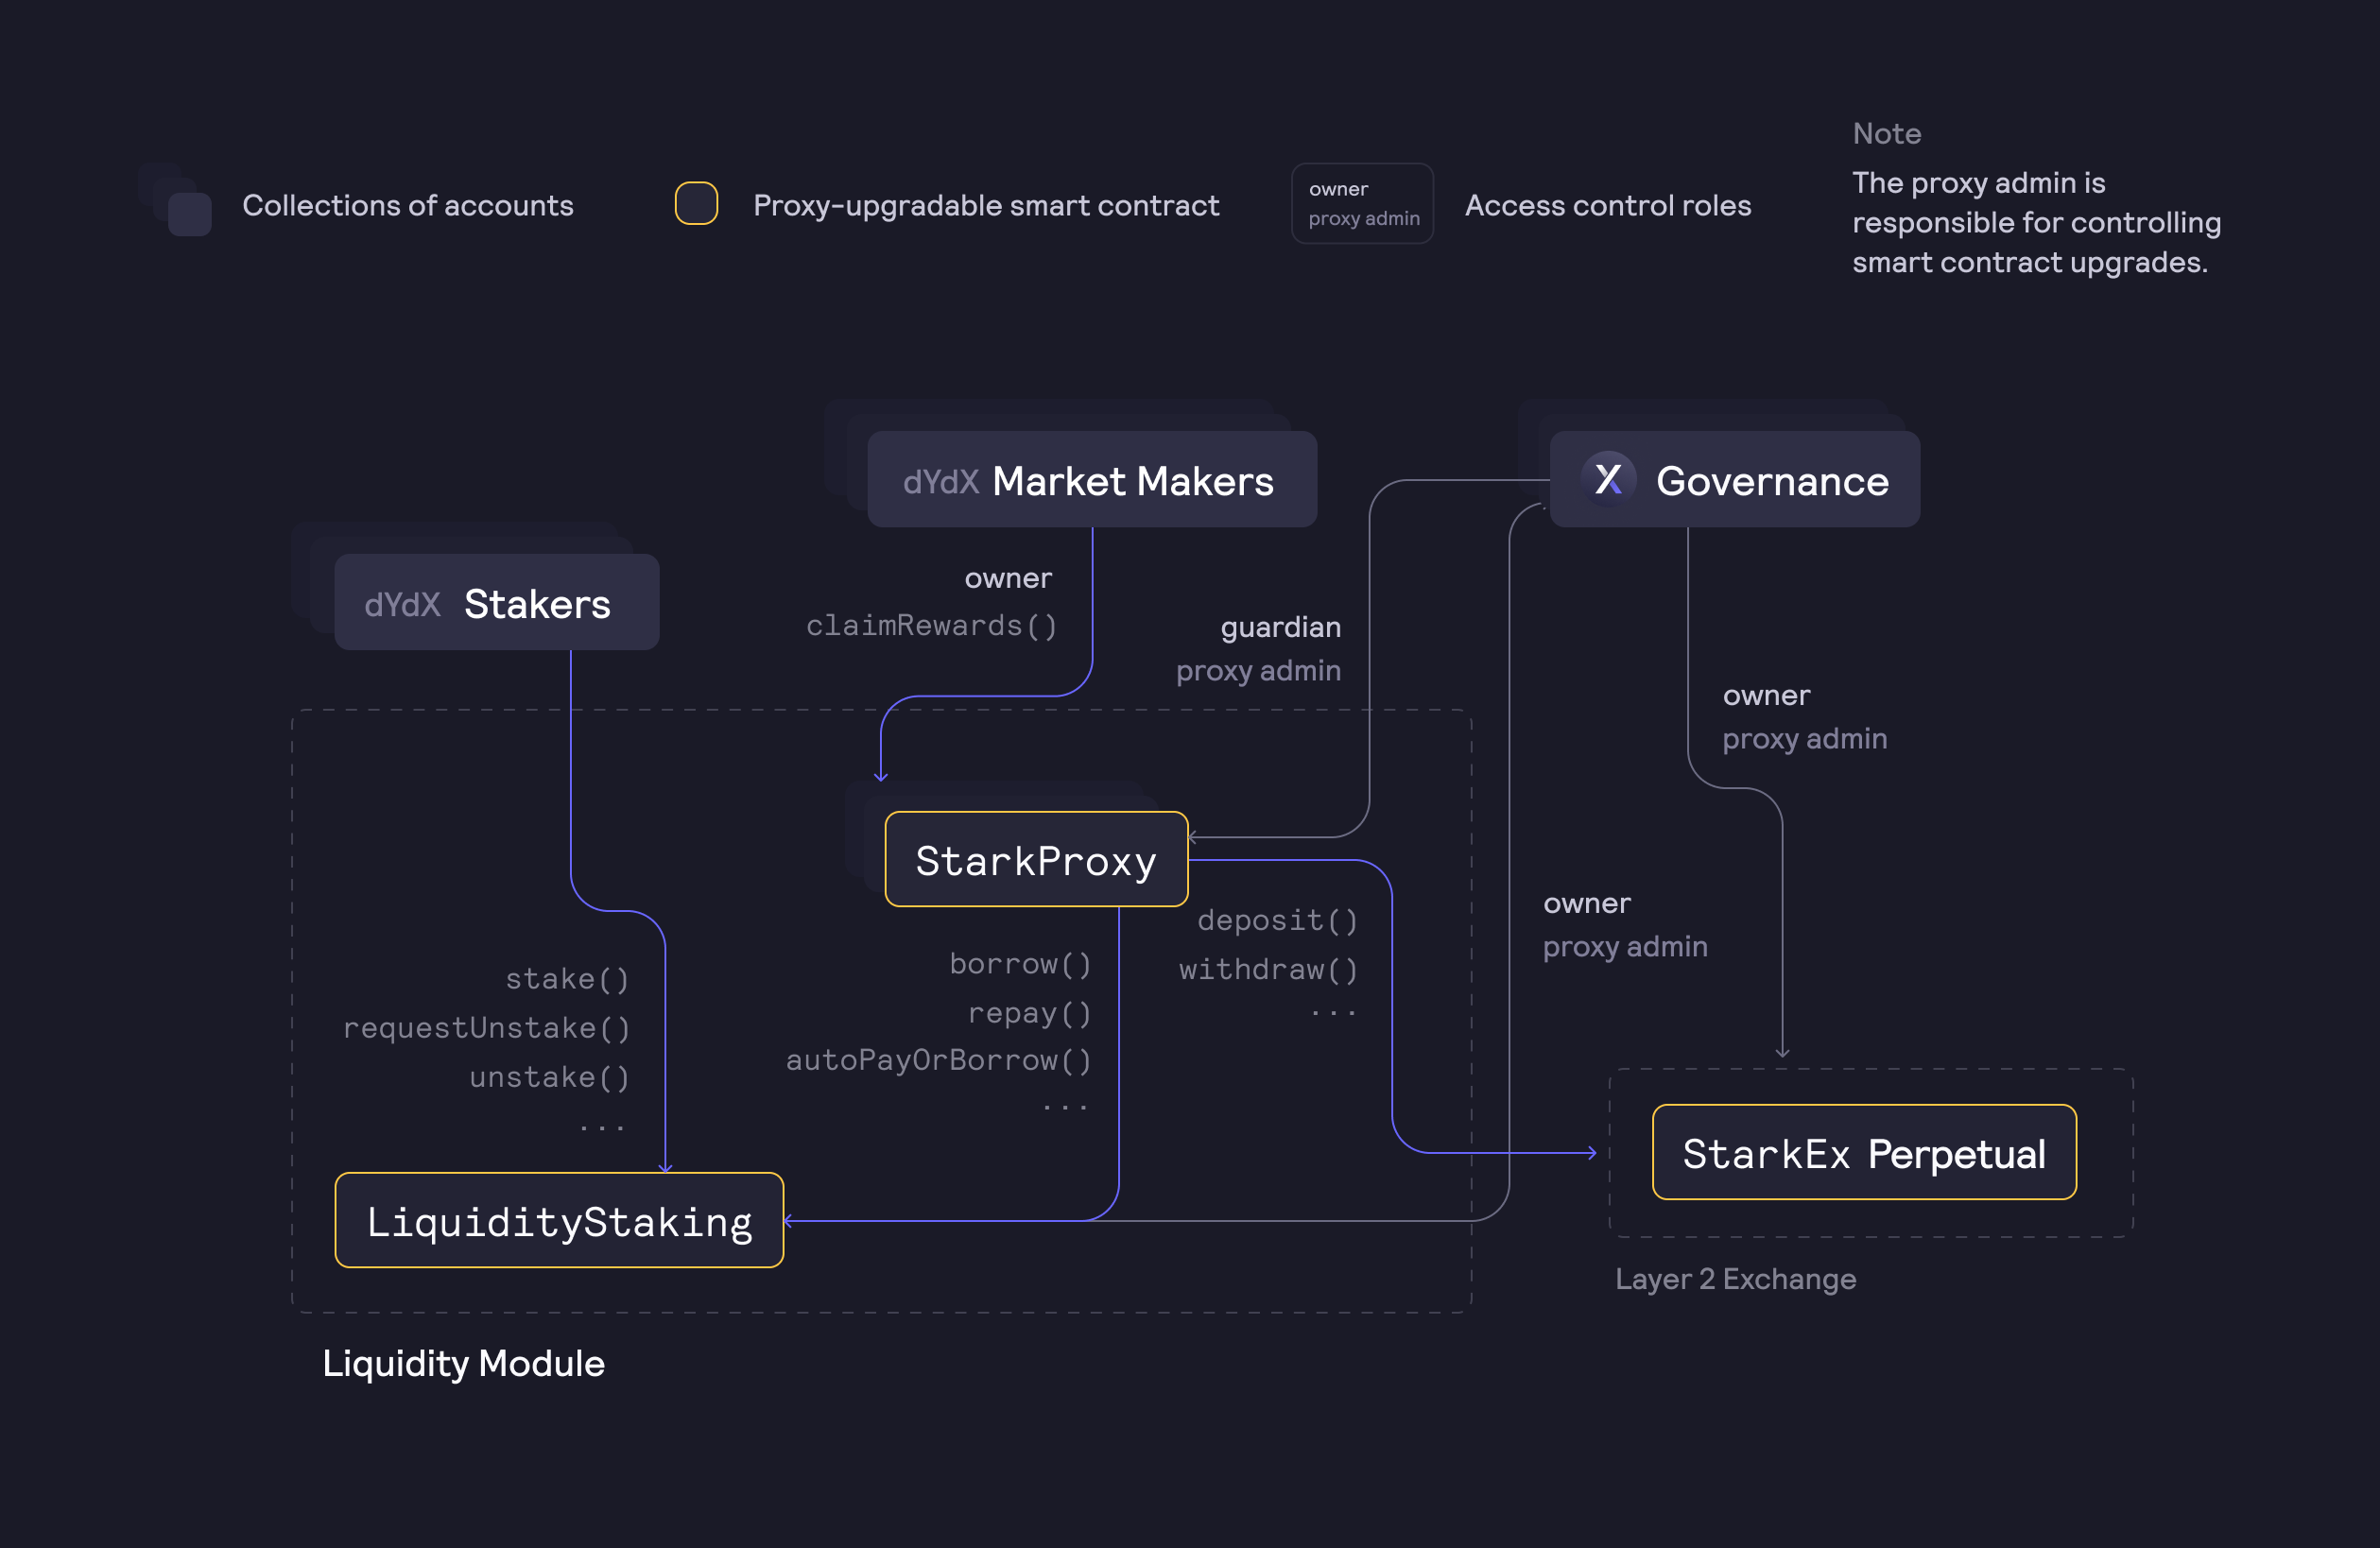 Note
Collections of accounts
Proxy-upgradable smart contract
owner
proxy admin
Access control roles
The proxy admin is
responsible for controlling
smart contract upgrades.
dYdX Market Makers
Governance
dYdX Stakers
owner
claimRewards()
guardian
proxy admin
owner
proxy admin
StarkProxy
deposit()
withdraw()
...
borrow()
repay()
autoPayOrBorrow()
...
owner
proxy admin
stake()
requestUnstake()
unstake()
...
StarkEx Perpetual
LiquidityStaking
Layer 2 Exchange
Liquidity Module